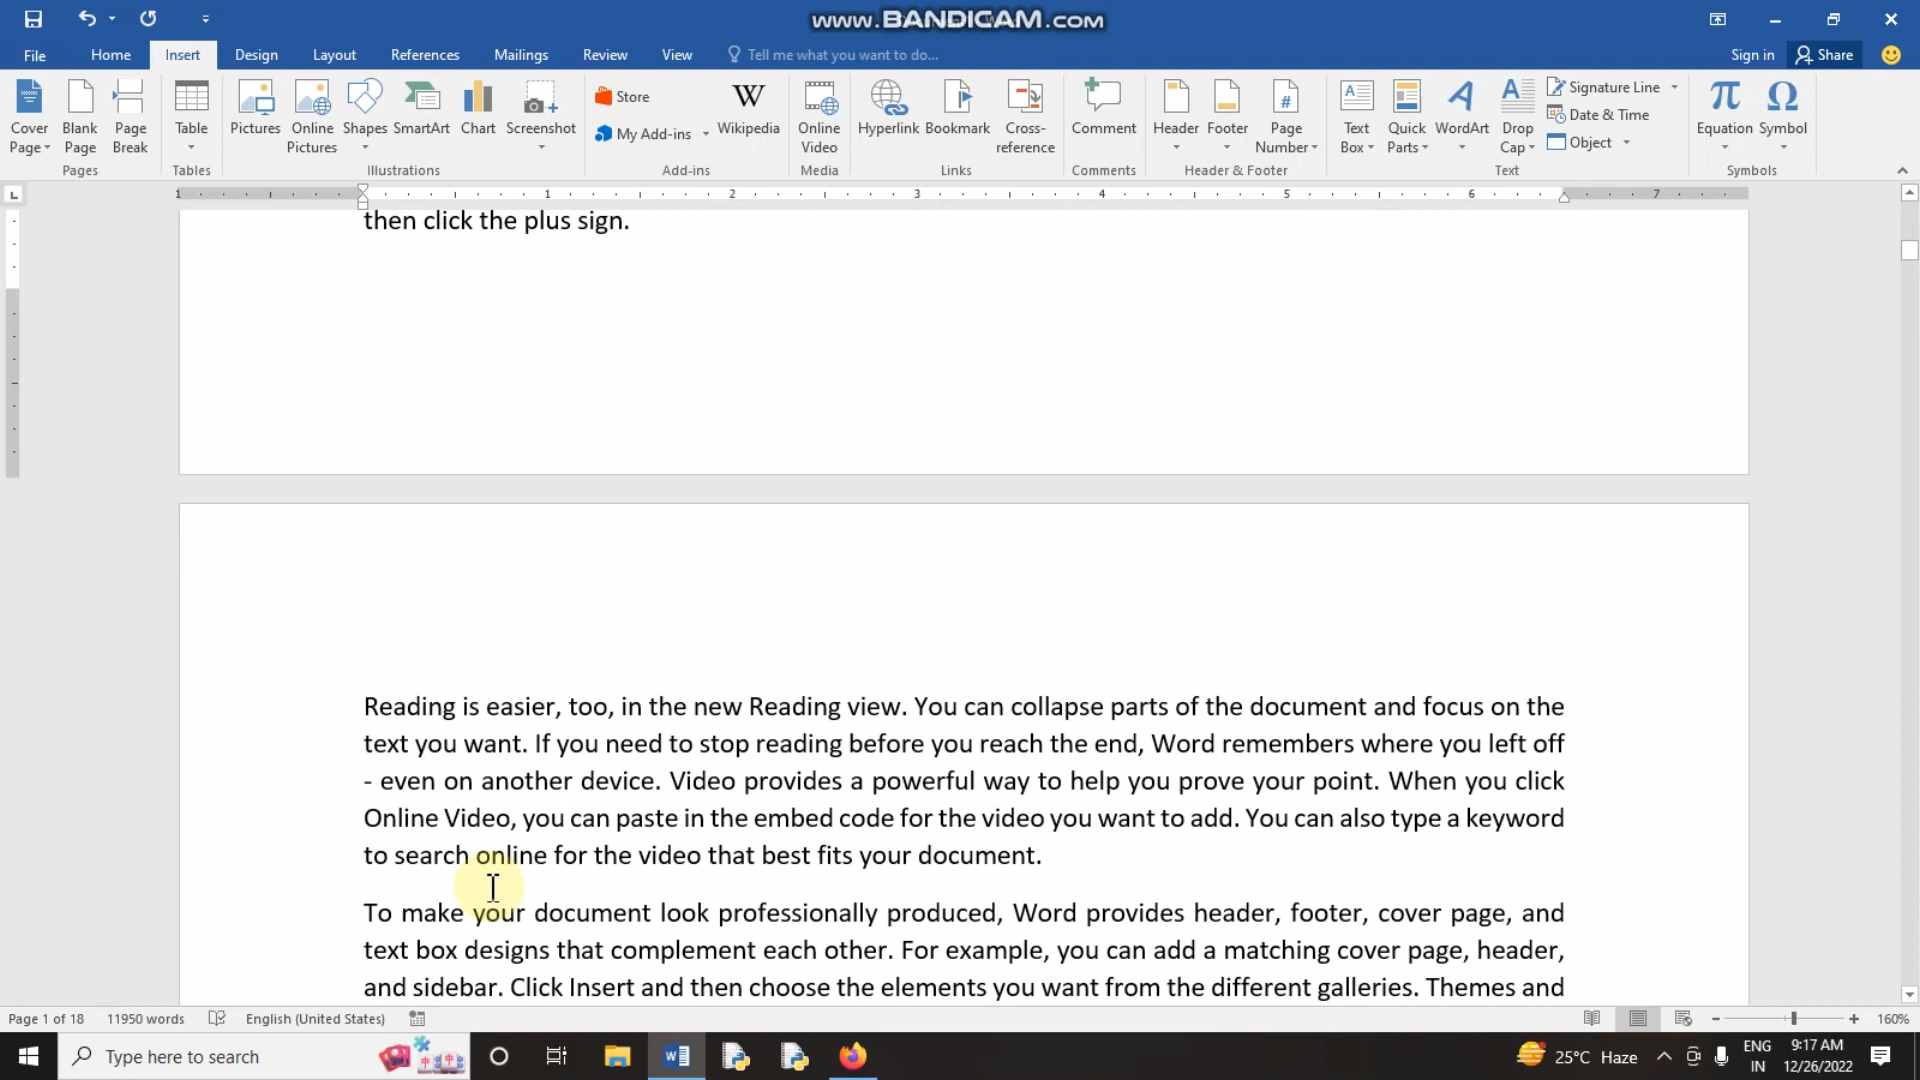 www.BANDICAM.com
File Home Insert Design Layout References Mailings Review View Tell me what you want to do... Sign in Share
Cover Page
Blank Page
Page Break
Table
Pictures
Online Pictures
Shapes
SmartArt
Chart
Screenshot
Store
My Add-ins
Wikipedia
Online Video
Hyperlink
Bookmark
Cross-reference
Comment
Header
Footer
Page Number
Text Box
Quick Parts
WordArt
Drop Cap
Signature Line
Date & Time
Object
Equation
Symbol
Pages Tables Illustrations Add-ins Media Links Comments Header & Footer Text Symbols
1 1 2 3 4 5 6 7
then click the plus sign.
Reading is easier, too, in the new Reading view. You can collapse parts of the document and focus on the
text you want. If you need to stop reading before you reach the end, Word remembers where you left off
- even on another device. Video provides a powerful way to help you prove your point. When you click
Online Video, you can paste in the embed code for the video you want to add. You can also type a keyword
to search online for the video that best fits your document.
To make your document look professionally produced, Word provides header, footer, cover page, and
text box designs that complement each other. For example, you can add a matching cover page, header,
and sidebar. Click Insert and then choose the elements you want from the different galleries. Themes and
Page 1 of 18 11950 words English (United States) 160%
Type here to search 25°C Haze ENG IN 9:17 AM 12/26/2022